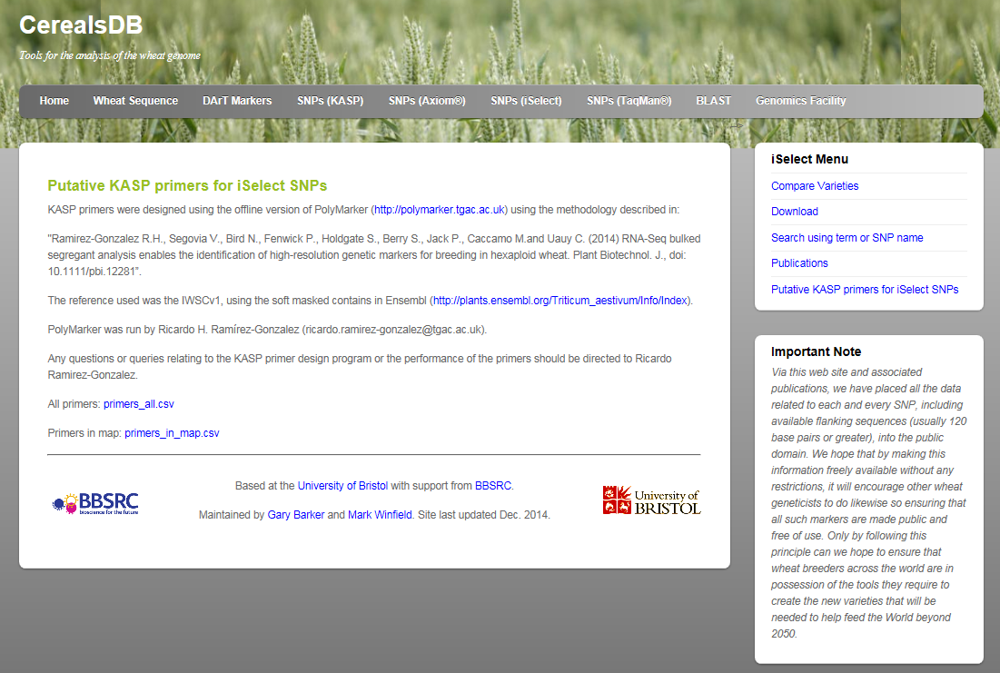 CerealsDB
Tools for the analysis of the wheat genome
Home Wheat Sequence DArT Markers SNPs (KASP) SNPs (Axiom®) SNPs (iSelect) SNPs (TaqMan®) BLAST Genomics Facility
Putative KASP primers for iSelect SNPs
KASP primers were designed using the offline version of PolyMarker (http://polymarker.tgac.ac.uk) using the methodology described in:
"Ramirez-Gonzalez R.H., Segovia V., Bird N., Fenwick P., Holdgate S., Berry S., Jack P., Caccamo M.and Uauy C. (2014) RNA-Seq bulked
segregant analysis enables the identification of high-resolution genetic markers for breeding in hexaploid wheat. Plant Biotechnol. J., doi:
10.1111/pbi.12281”.
The reference used was the IWSCv1, using the soft masked contains in Ensembl (http://plants.ensembl.org/Triticum_aestivum/Info/Index).
PolyMarker was run by Ricardo H. Ramírez-Gonzalez (ricardo.ramirez-gonzalez@tgac.ac.uk).
Any questions or queries relating to the KASP primer design program or the performance of the primers should be directed to Ricardo
Ramirez-Gonzalez.
All primers: primers_all.csv
Primers in map: primers_in_map.csv
BBSRC
bioscience for the future
Based at the University of Bristol with support from BBSRC.
Maintained by Gary Barker and Mark Winfield. Site last updated Dec. 2014.
University of
BRISTOL
iSelect Menu
Compare Varieties
Download
Search using term or SNP name
Publications
Putative KASP primers for iSelect SNPs
Important Note
Via this web site and associated
publications, we have placed all the data
related to each and every SNP, including
available flanking sequences (usually 120
base pairs or greater), into the public
domain. We hope that by making this
information freely available without any
restrictions, it will encourage other wheat
geneticists to do likewise so ensuring that
all such markers are made public and
free of use. Only by following this
principle can we hope to ensure that
wheat breeders across the world are in
possession of the tools they require to
create the new varieties that will be
needed to help feed the World beyond
2050.